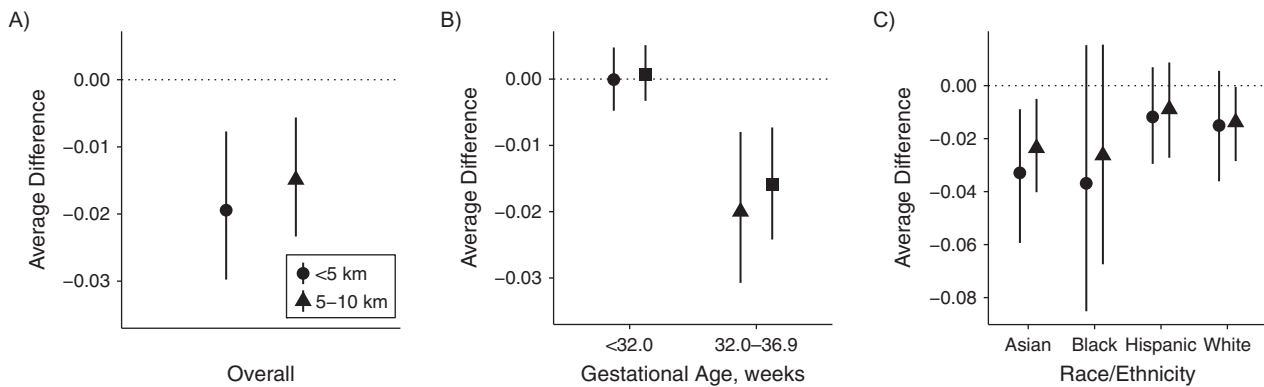 A)
0.00
−0.01
−0.02
−0.03
Average Difference
<5 km
5–10 km
Overall
B)
0.00
−0.01
−0.02
−0.03
Average Difference
<32.0
32.0–36.9
Gestational Age, weeks
C)
0.00
−0.02
−0.04
−0.06
−0.08
Average Difference
Asian
Black
Hispanic
White
Race/Ethnicity